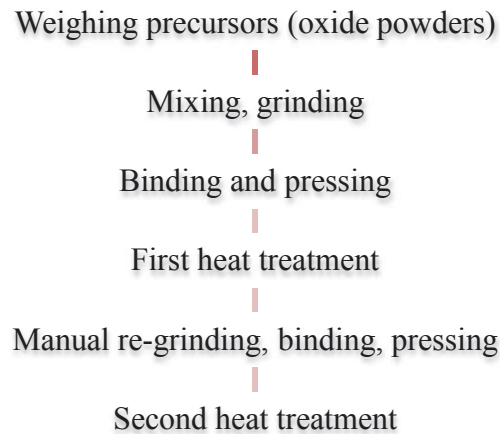 Weighing precursors (oxide powders)
Mixing, grinding
Binding and pressing
First heat treatment
Manual re-grinding, binding, pressing
Second heat treatment